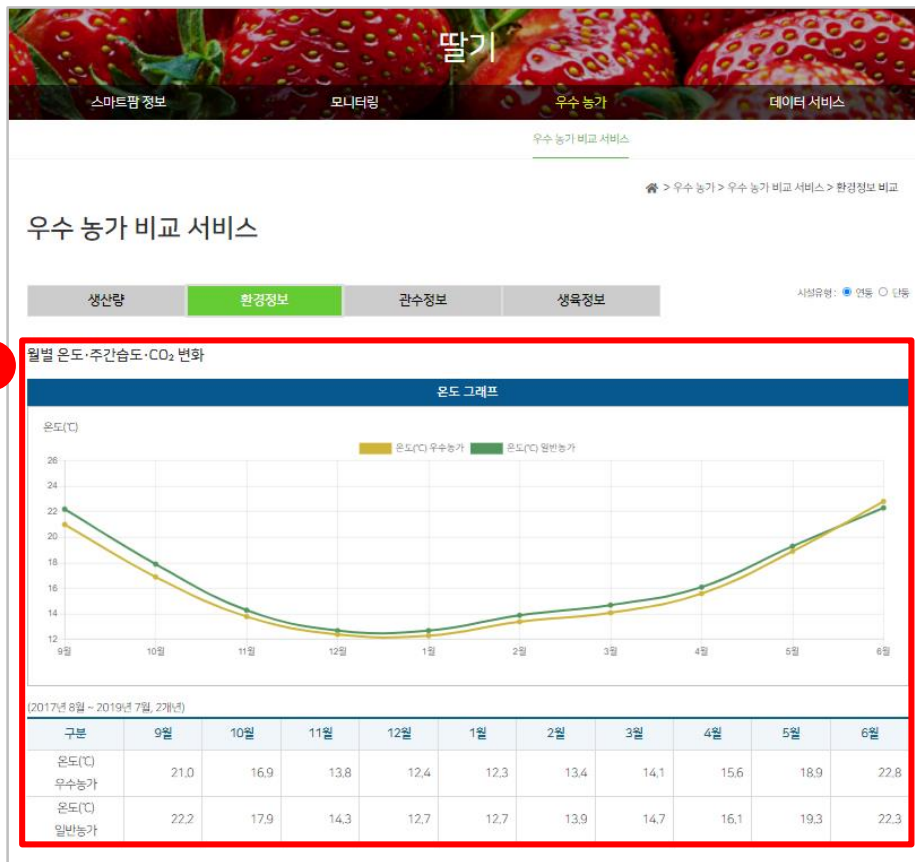 딸기
스마트팜 정보 모니터링 우수 농가 데이터 서비스
우수 농가 비교 서비스
> 우수 농가 > 우수 농가 비교 서비스 > 환경정보 비교
우수 농가 비교 서비스
생산량 환경정보 관수정보 생육정보 시설유형: 연동 단동
월별 온도·주간습도·CO₂ 변화
온도 그래프
온도(℃)
온도(℃) 우수농가 온도(℃) 일반농가
26
24
22
20
18
16
14
12
9월 10월 11월 12월 1월 2월 3월 4월 5월 6월
(2017년 8월 ~ 2019년 7월, 2개년)
구분 9월 10월 11월 12월 1월 2월 3월 4월 5월 6월
온도(℃)
우수농가 21.0 16.9 13.8 12.4 12.3 13.4 14.1 15.6 18.9 22.8
온도(℃)
일반농가 22.2 17.9 14.3 12.7 12.7 13.9 14.7 16.1 19.3 22.3